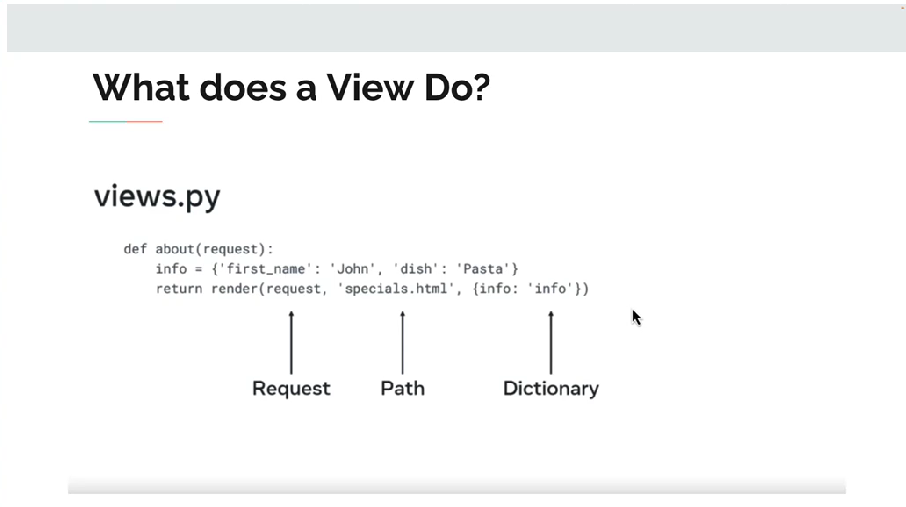 What does a View Do?
views.py
def about(request):
info = {'first_name': 'John', 'dish': 'Pasta'}
return render(request, 'specials.html', {info: 'info'})
Request Path Dictionary